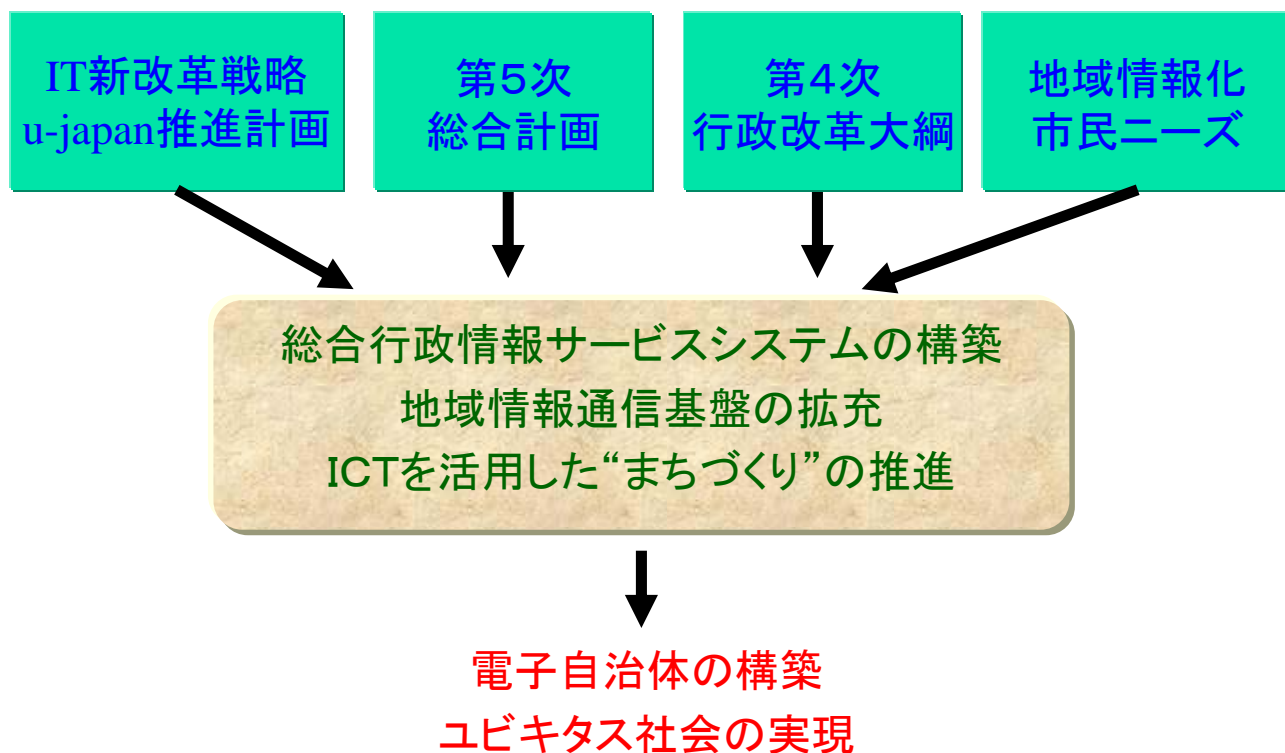 IT新改革戦略
u-japan推進計画
第５次
総合計画
第４次
行政改革大綱
地域情報化
市民ニーズ
総合行政情報サービスシステムの構築
地域情報通信基盤の拡充
ICTを活用した“まちづくり”の推進
電子自治体の構築
ユビキタス社会の実現